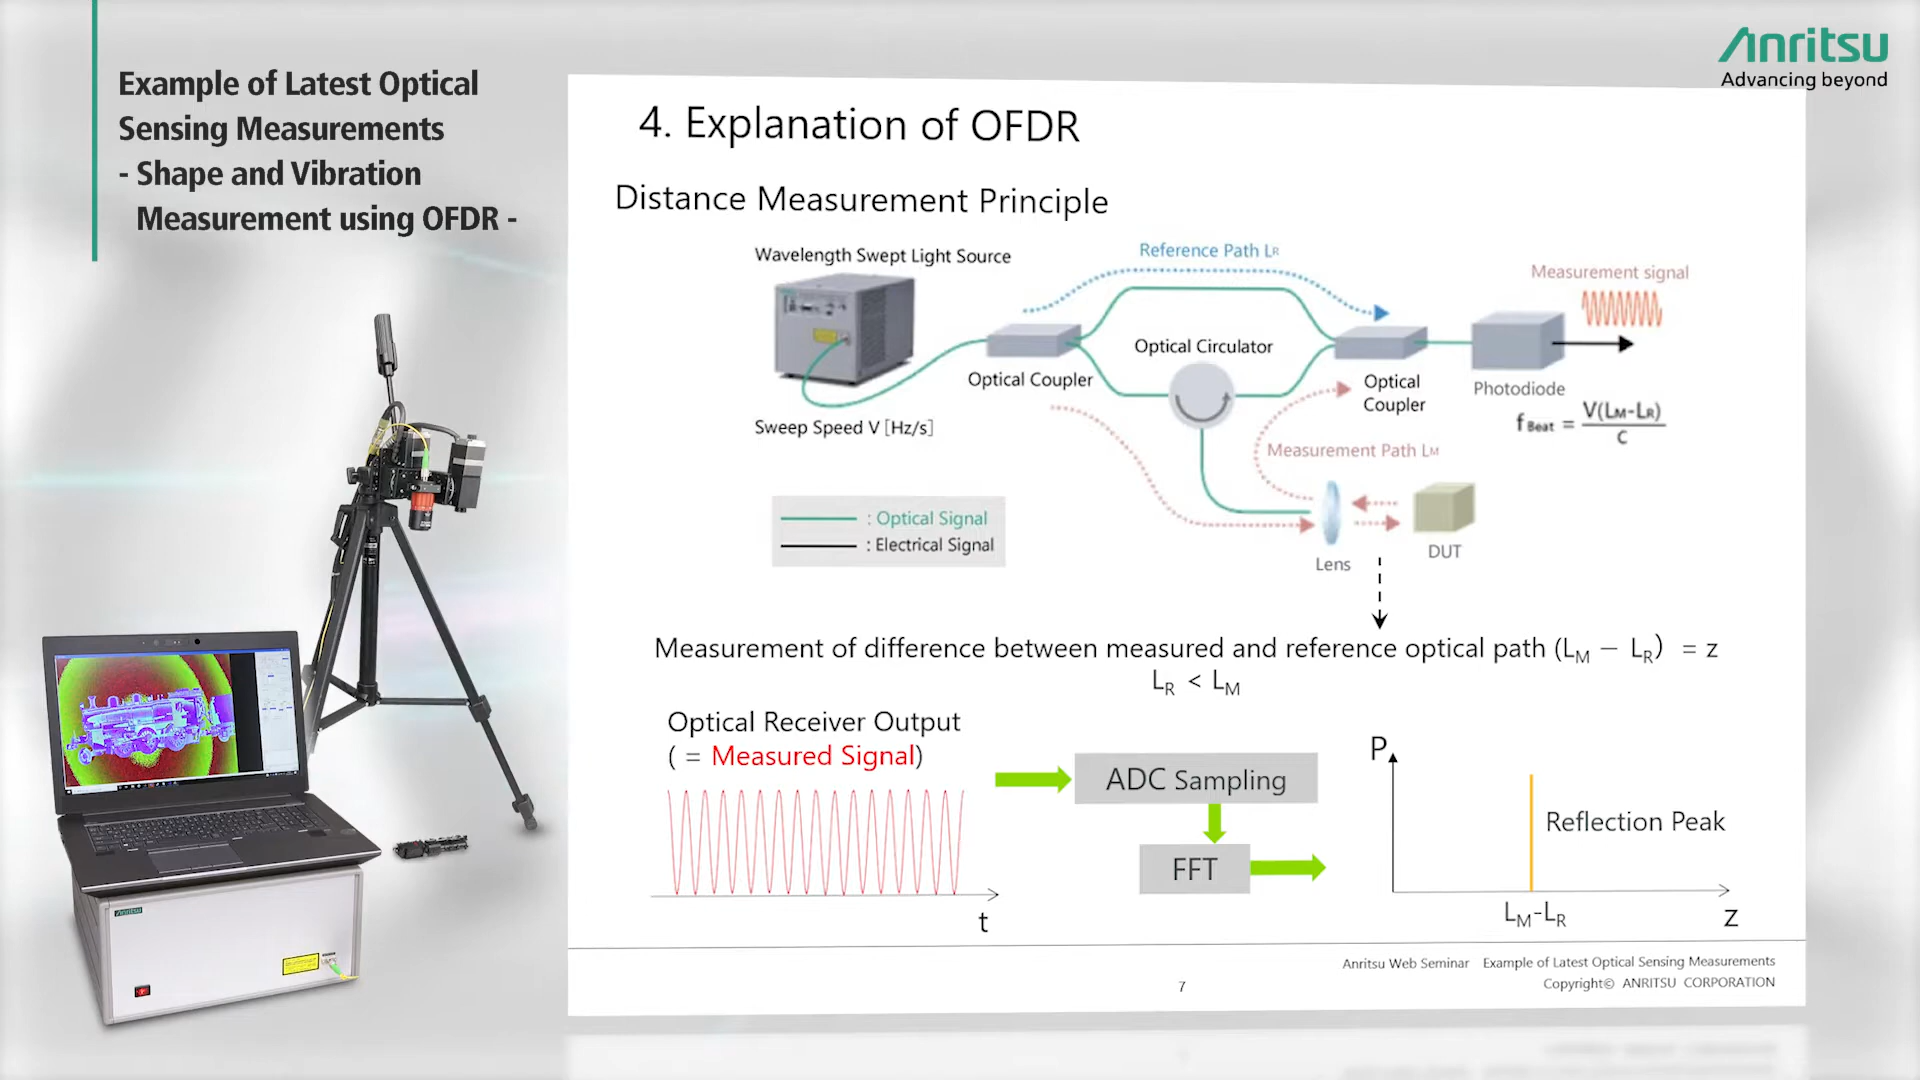 Example of Latest Optical
Sensing Measurements
- Shape and Vibration
Measurement using OFDR -
Anritsu
Advancing beyond
4. Explanation of OFDR
Distance Measurement Principle
Wavelength Swept Light Source
Reference Path LR
Measurement signal
Optical Circulator
Optical Coupler
Optical
Coupler
Photodiode
Sweep Speed V [Hz/s]
f Beat = V(LM-LR) / C
Measurement Path LM
: Optical Signal
: Electrical Signal
Lens
DUT
Measurement of difference between measured and reference optical path (LM − LR) = z
LR < LM
Optical Receiver Output
( = Measured Signal)
ADC Sampling
FFT
P
Reflection Peak
LM-LR
z
t
Anritsu
Anritsu Web Seminar Example of Latest Optical Sensing Measurements
Copyright© ANRITSU CORPORATION
7